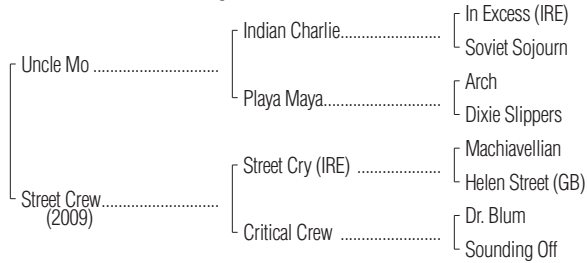 In Excess (IRE)
Indian Charlie....................
Soviet Sojourn
Uncle Mo .........................
Arch
Playa Maya.......................
Dixie Slippers
Machiavellian
Street Cry (IRE) .................
Helen Street (GB)
Street Crew.......................
(2009)
Dr. Blum
Critical Crew ....................
Sounding Off